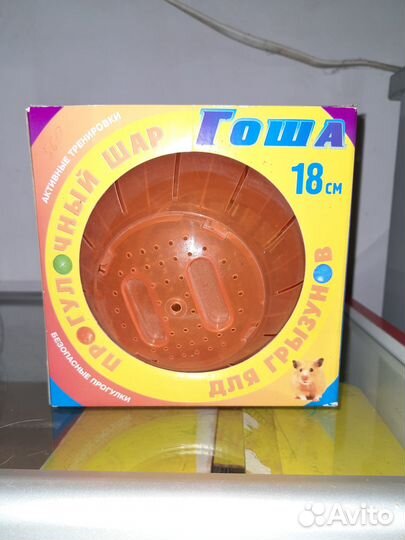 ГОША
18 см
ПРОГУЛОЧНЫЙ ШАР
ДЛЯ ГРЫЗУНОВ
АКТИВНЫЕ ТРЕНИРОВКИ
БЕЗОПАСНЫЕ ПРОГУЛКИ
Avito